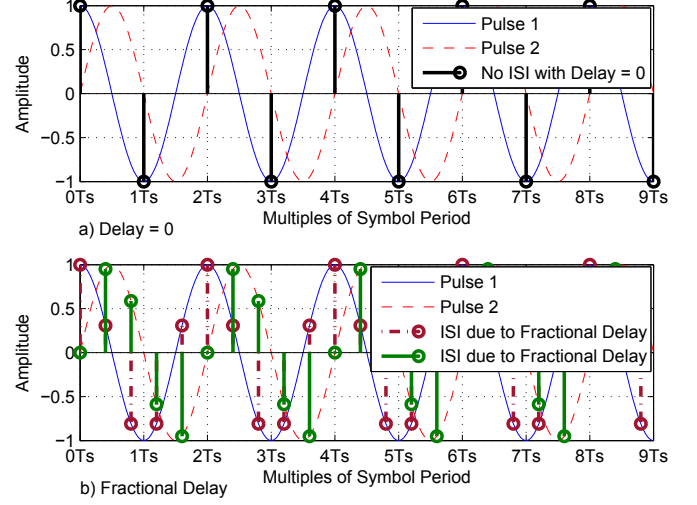 1
0.5
0
−0.5
−1
Amplitude
Pulse 1
Pulse 2
No ISI with Delay = 0
0Ts 1Ts 2Ts 3Ts 4Ts 5Ts 6Ts 7Ts 8Ts 9Ts
Multiples of Symbol Period
a) Delay = 0
1
0.5
0
−0.5
−1
Amplitude
Pulse 1
Pulse 2
ISI due to Fractional Delay
ISI due to Fractional Delay
0Ts 1Ts 2Ts 3Ts 4Ts 5Ts 6Ts 7Ts 8Ts 9Ts
Multiples of Symbol Period
b) Fractional Delay